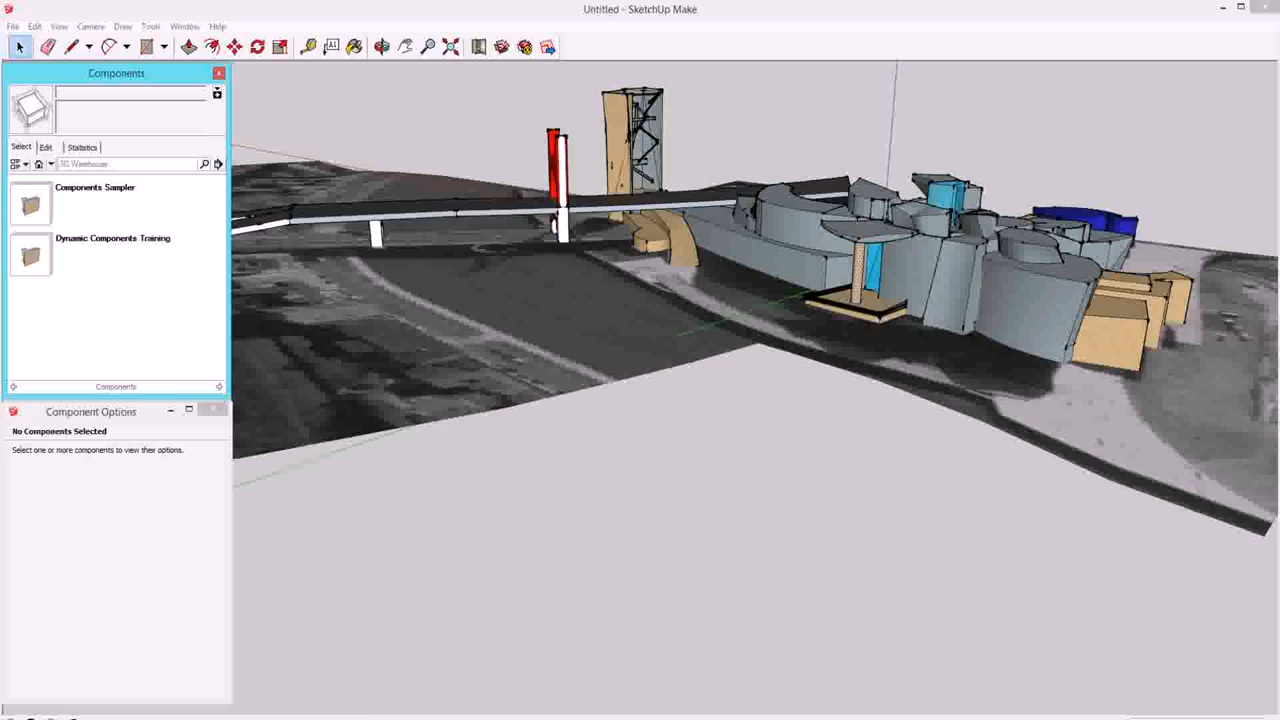 Untitled - SketchUp Make
File Edit View Camera Draw Tools Window Help
A1
Components
Select Edit Statistics
3D Warehouse
Components Sampler
Dynamic Components Training
Components
Component Options
No Components Selected
Select one or more components to view their options.